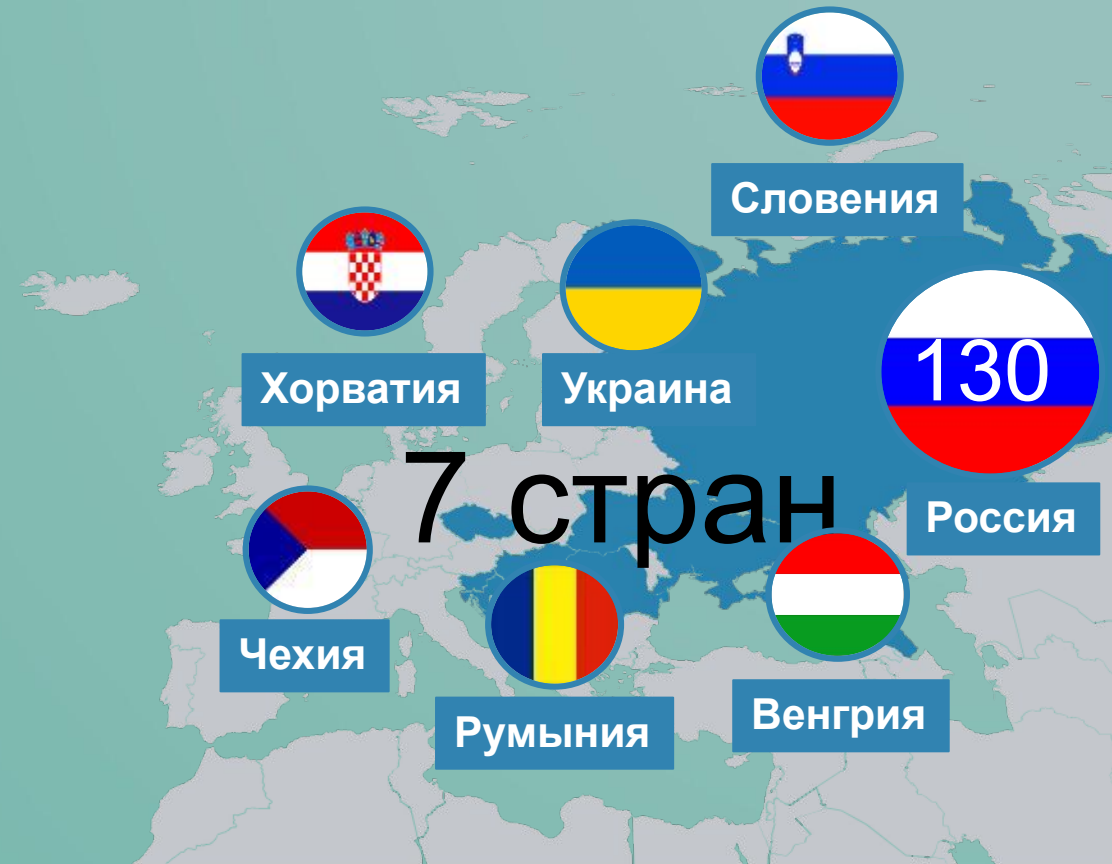 Словения
Хорватия
Украина
130
7 стран
Россия
Чехия
Румыния
Венгрия